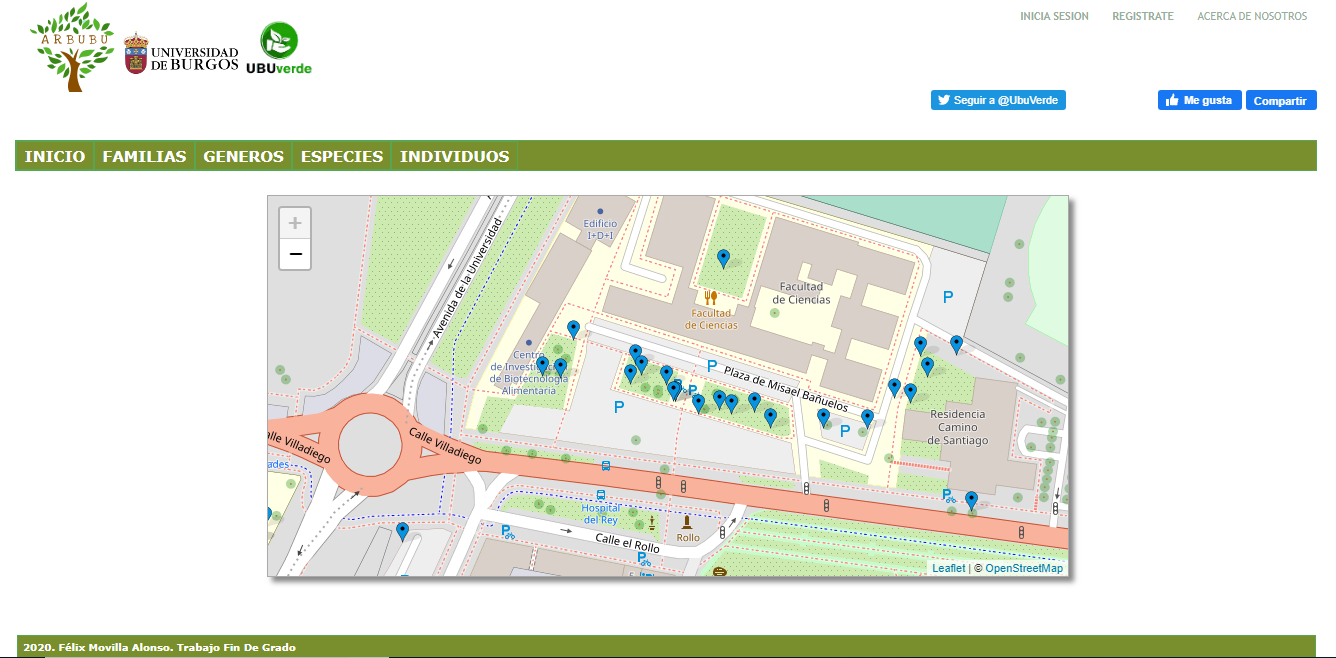 INICIA SESION REGISTRATE ACERCA DE NOSOTROS
ARBUBU
UNIVERSIDAD
DE BURGOS
UBUverde
Seguir a @UbuVerde
Me gusta
Compartir
INICIO FAMILIAS GENEROS ESPECIES INDIVIDUOS
+
−
Edificio
I+D+I
Avenida de la Universidad
Facultad
de Ciencias
P
Facultad
de Ciencias
Centro
de Investigación
de Biotecnología
Alimentaria
P
Plaza de Misael Bañuelos
P
P
P
Residencia
Camino
de Santiago
P
alle Villadiego
Calle Villadiego
ades
P
Hospital
del Rey
P
Calle el Rollo
Rollo
P
Leaflet | © OpenStreetMap
2020. Félix Movilla Alonso. Trabajo Fin De Grado